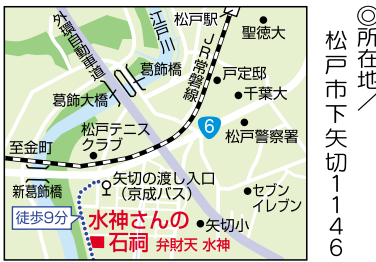 ◎所在地／
松戸市下矢切1146
松戸駅
聖徳大
江戸川
外環自動車道
JR常磐線
葛飾橋
戸定邸
千葉大
葛飾大橋
6
松戸テニス
クラブ
松戸警察署
至金町
矢切の渡し入口
（京成バス）
新葛飾橋
セブン
イレブン
徒歩9分
水神さんの
石祠 弁財天 水神
矢切小